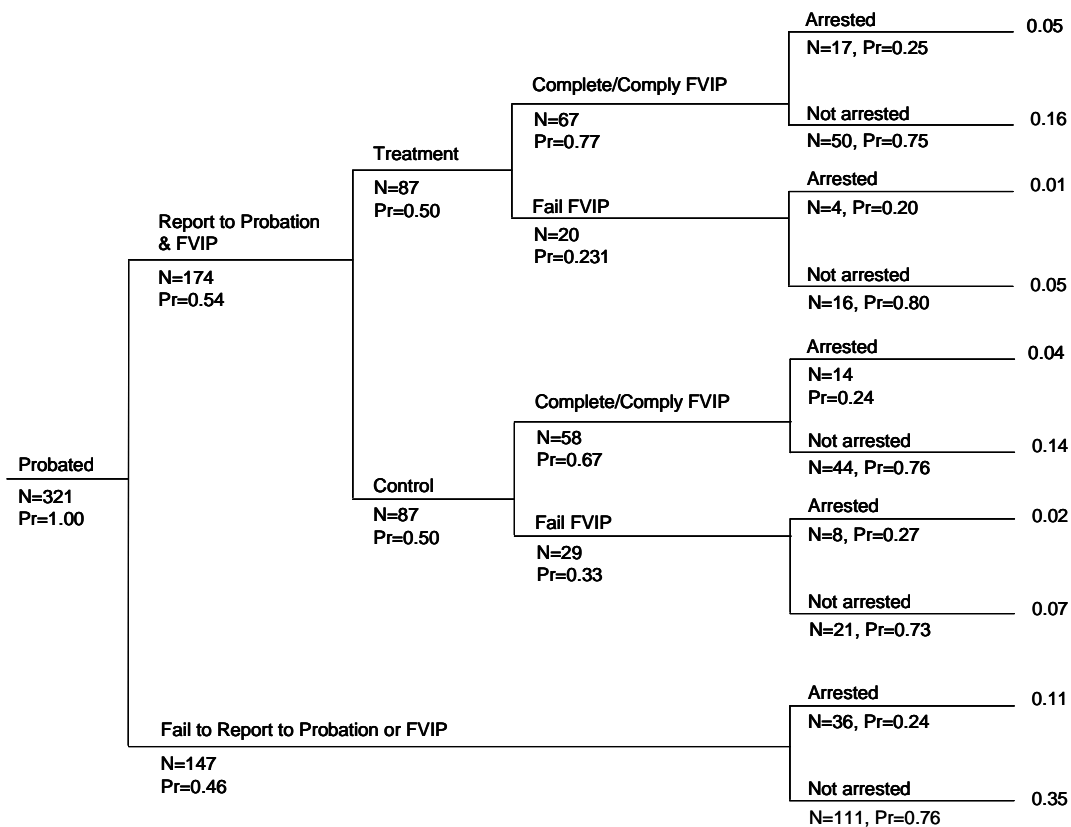 Arrested
0.05
N=17, Pr=0.25
Complete/Comply FVIP
N=67
Pr=0.77
Not arrested
0.16
N=50, Pr=0.75
Treatment
N=87
Pr=0.50
Arrested
0.01
N=4, Pr=0.20
Fail FVIP
N=20
Pr=0.231
Not arrested
0.05
N=16, Pr=0.80
Report to Probation
& FVIP
N=174
Pr=0.54
Arrested
0.04
N=14
Pr=0.24
Complete/Comply FVIP
N=58
Pr=0.67
Not arrested
0.14
N=44, Pr=0.76
Probated
N=321
Pr=1.00
Control
N=87
Pr=0.50
Arrested
0.02
N=8, Pr=0.27
Fail FVIP
N=29
Pr=0.33
Not arrested
0.07
N=21, Pr=0.73
Arrested
0.11
N=36, Pr=0.24
Fail to Report to Probation or FVIP
N=147
Pr=0.46
Not arrested
0.35
N=111, Pr=0.76